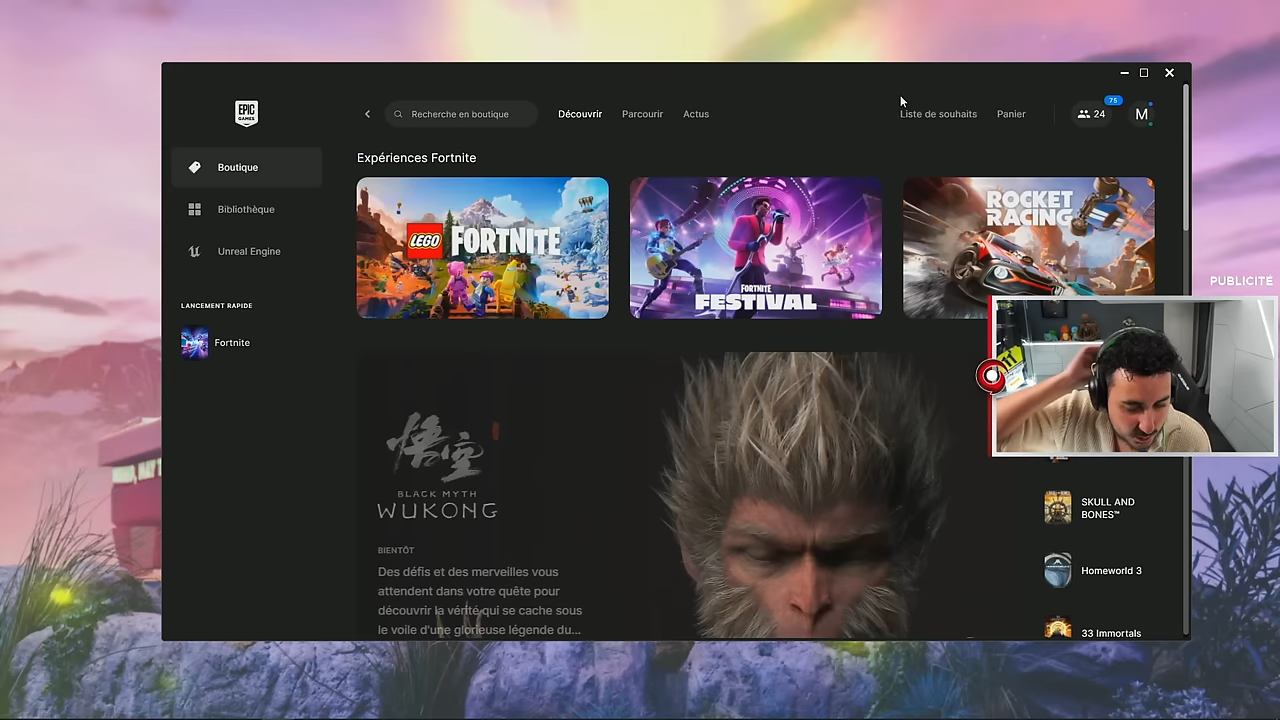 EPIC
GAMES
Recherche en boutique
Découvrir
Parcourir
Actus
Liste de souhaits
Panier
75
24
M
Boutique
Bibliothèque
Unreal Engine
LANCEMENT RAPIDE
Fortnite
Expériences Fortnite
LEGO FORTNITE
FORTNITE
FESTIVAL
ROCKET
RACING
PUBLICITÉ
悟空
BLACK MYTH
WUKONG
BIENTÔT
Des défis et des merveilles vous
attendent dans votre quête pour
découvrir la vérité qui se cache sous
le voile d'une glorieuse légende du...
SKULL AND
BONES™
Homeworld 3
33 Immortals